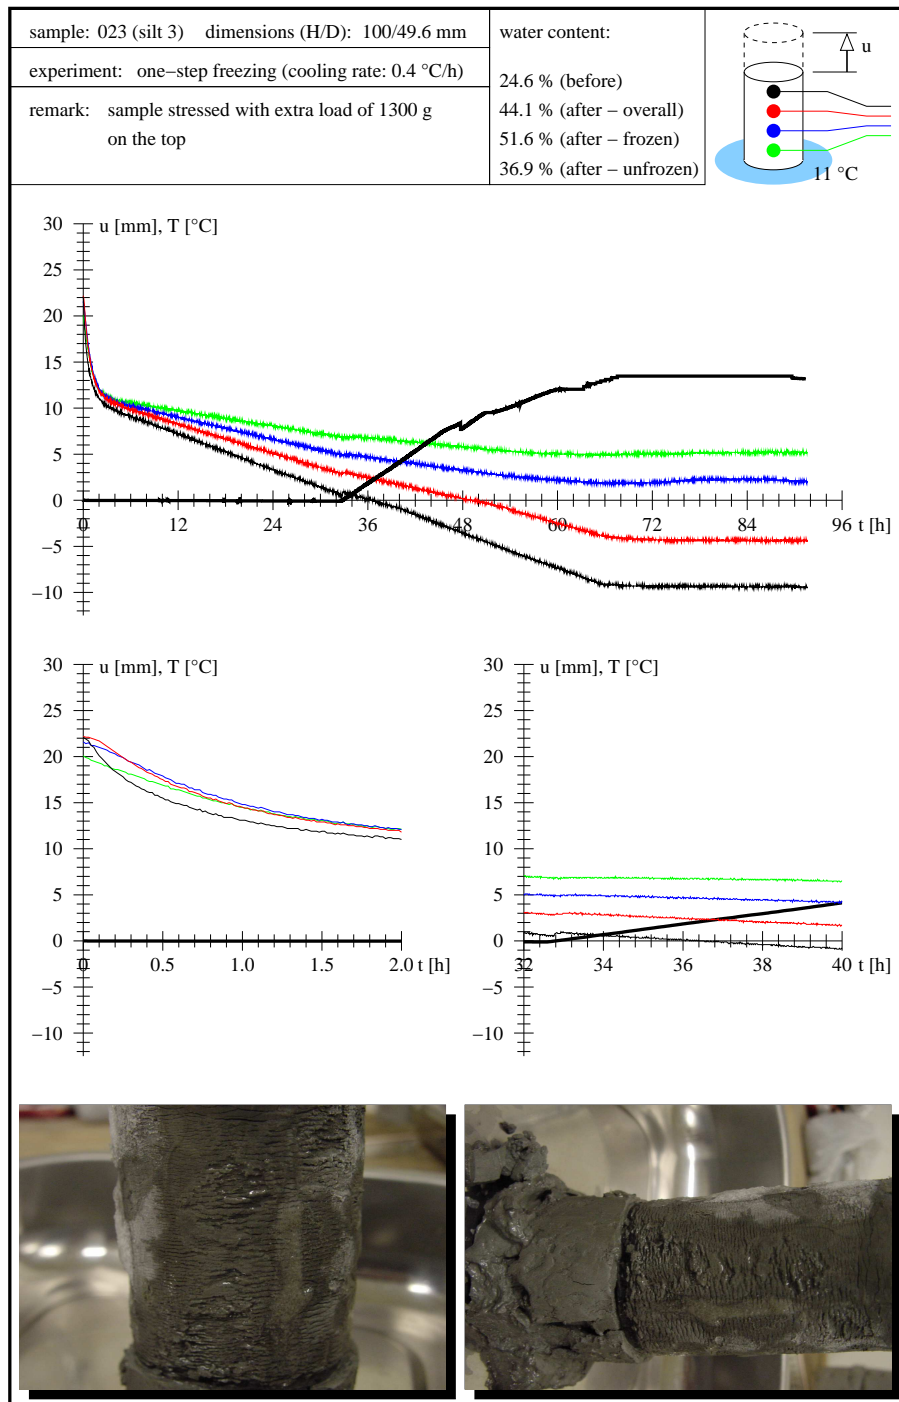 sample: 023 (silt 3) dimensions (H/D): 100/49.6 mm
experiment: one−step freezing (cooling rate: 0.4 °C/h)
remark: sample stressed with extra load of 1300 g
on the top
water content:
24.6 % (before)
44.1 % (after − overall)
51.6 % (after − frozen)
36.9 % (after − unfrozen)
u
11 °C
u [mm], T [°C]
30
25
20
15
10
5
0
−5
−10
0 12 24 36 48 60 72 84 96
t [h]
u [mm], T [°C]
30
25
20
15
10
5
0
−5
−10
0 0.5 1.0 1.5 2.0
t [h]
u [mm], T [°C]
30
25
20
15
10
5
0
−5
−10
32 34 36 38 40
t [h]